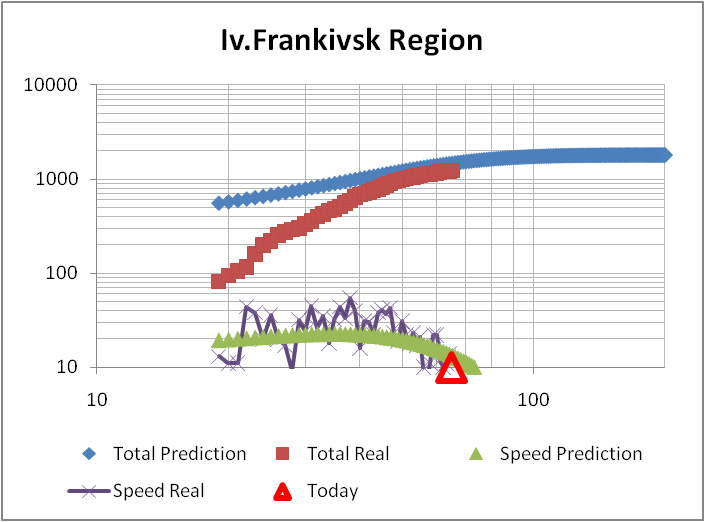 Iv.Frankivsk Region
10000
1000
100
10
10 100
Total Prediction Total Real Speed Prediction
Speed Real Today